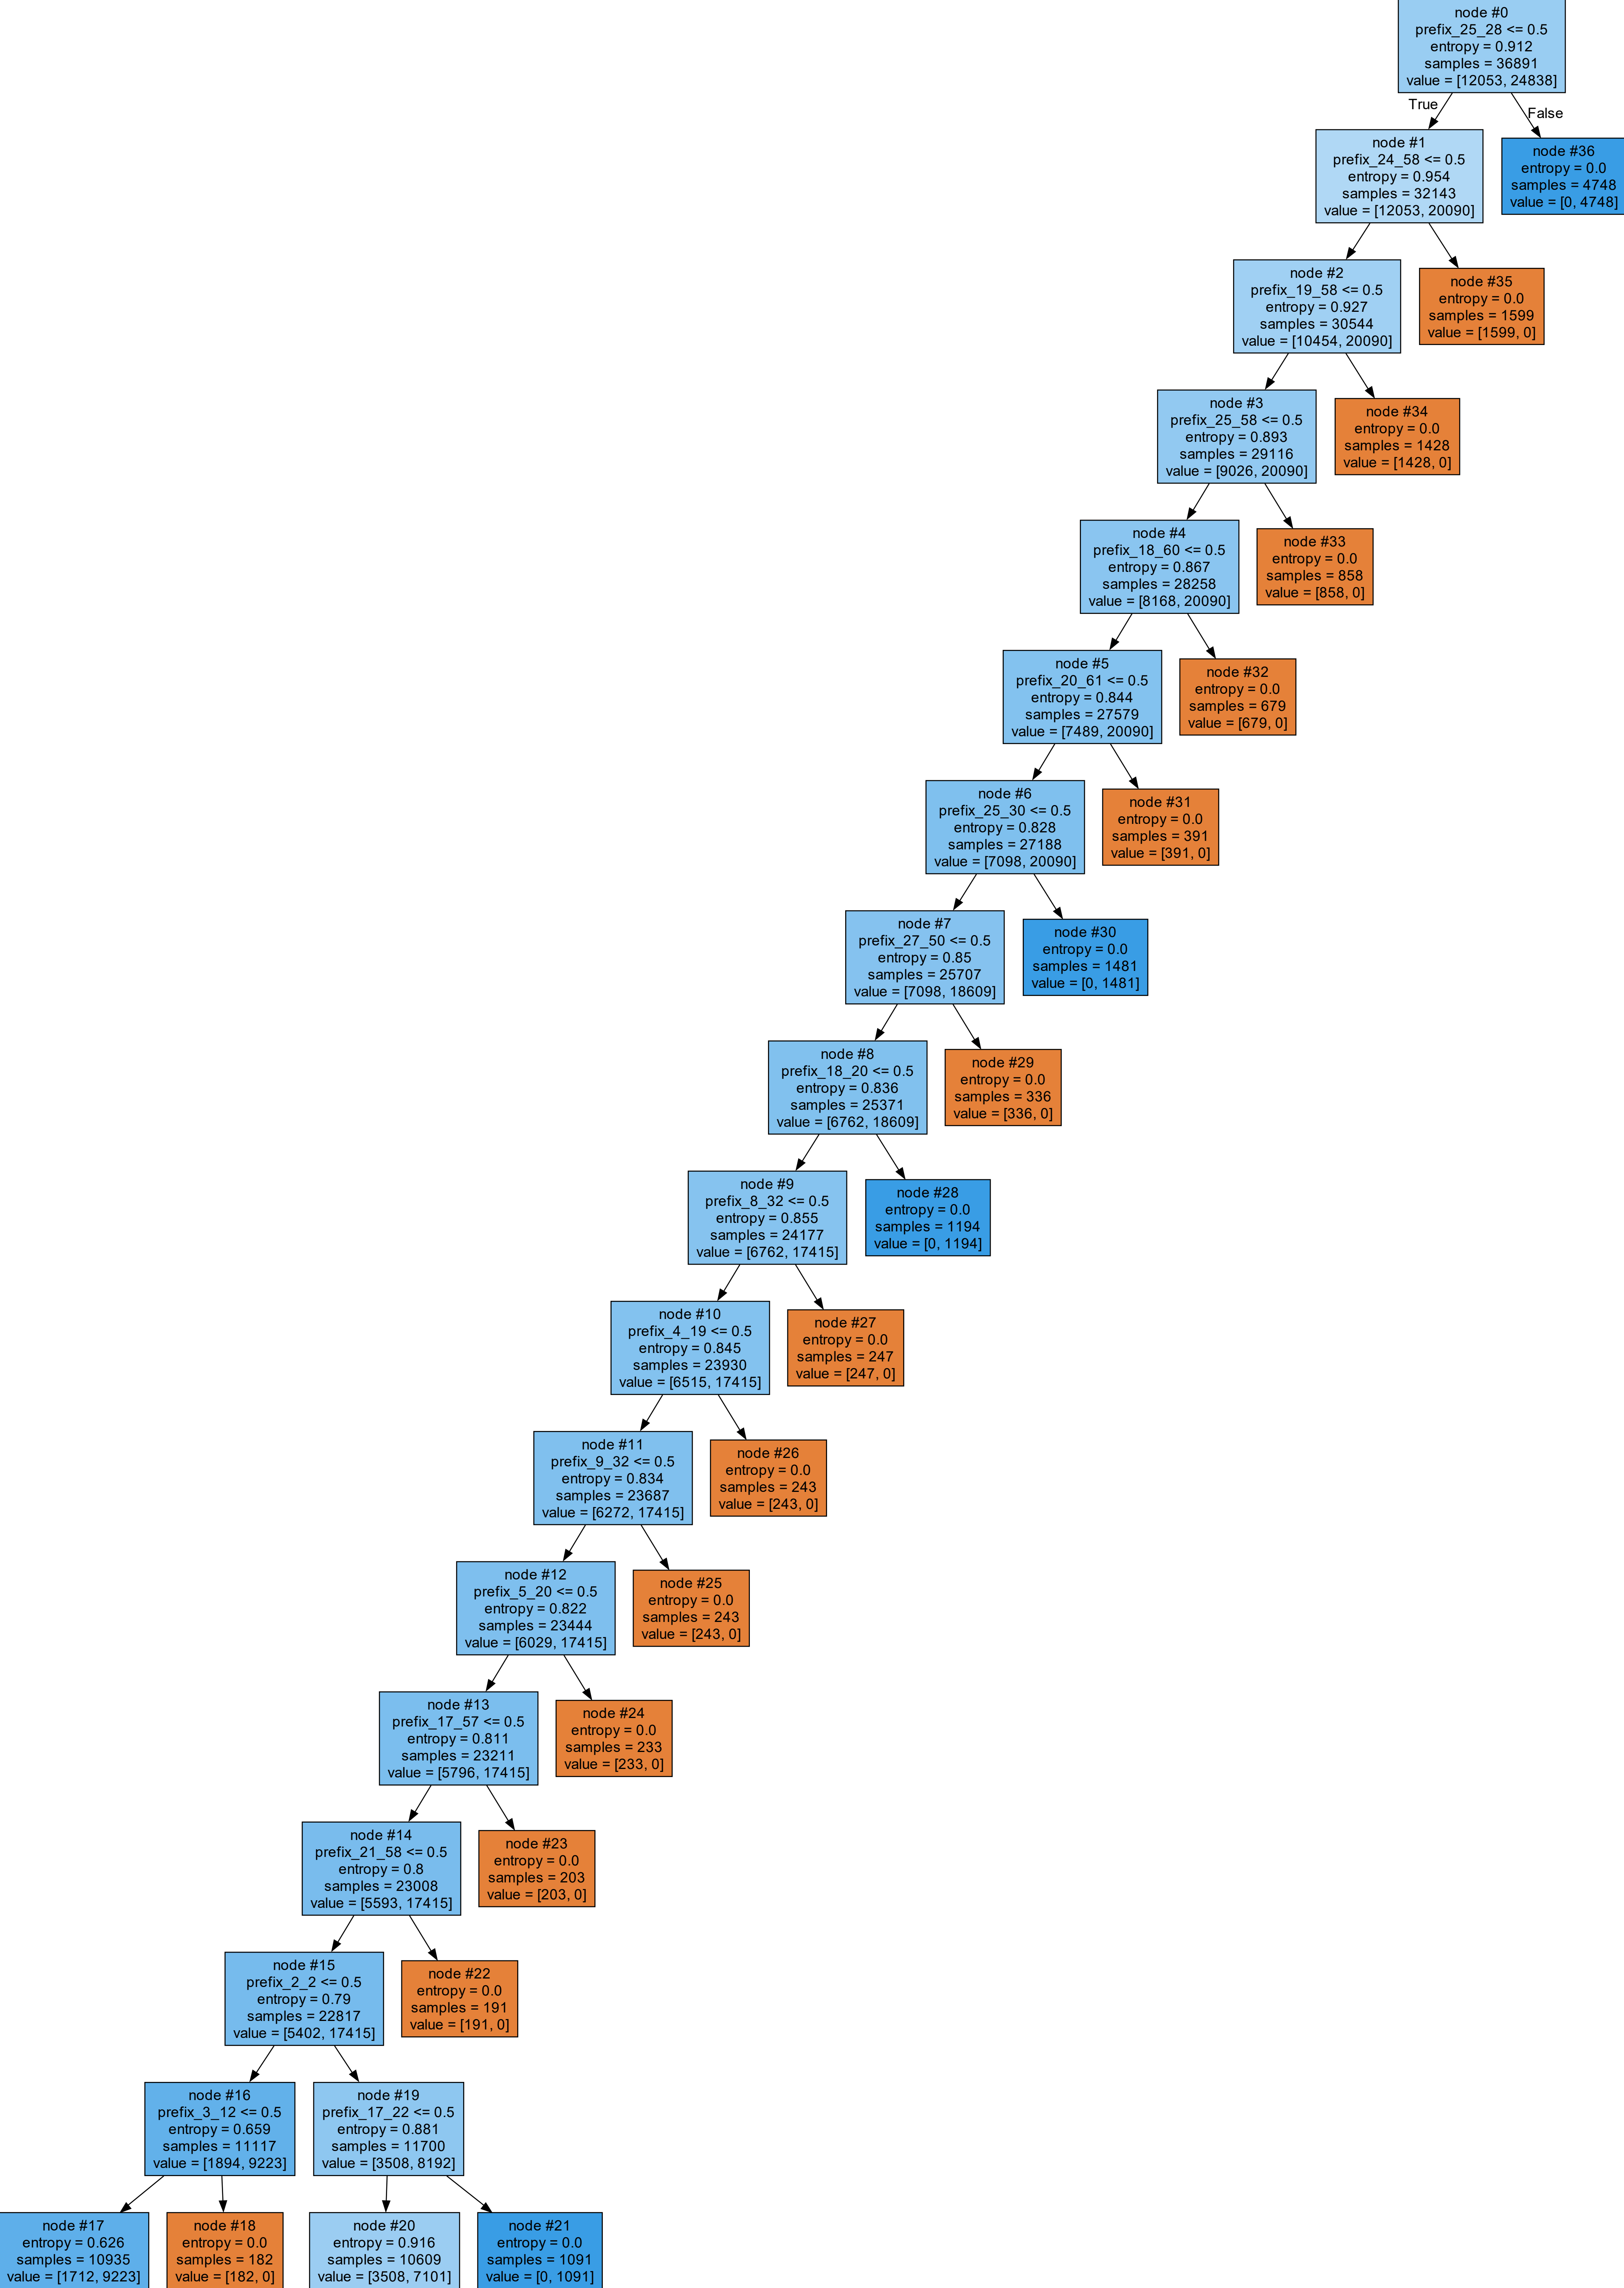 node #0
prefix_25_28 <= 0.5
entropy = 0.912
samples = 36891
value = [12053, 24838]
True
False
node #1
prefix_24_58 <= 0.5
entropy = 0.954
samples = 32143
value = [12053, 20090]
node #36
entropy = 0.0
samples = 4748
value = [0, 4748]
node #2
prefix_19_58 <= 0.5
entropy = 0.927
samples = 30544
value = [10454, 20090]
node #35
entropy = 0.0
samples = 1599
value = [1599, 0]
node #3
prefix_25_58 <= 0.5
entropy = 0.893
samples = 29116
value = [9026, 20090]
node #34
entropy = 0.0
samples = 1428
value = [1428, 0]
node #4
prefix_18_60 <= 0.5
entropy = 0.867
samples = 28258
value = [8168, 20090]
node #33
entropy = 0.0
samples = 858
value = [858, 0]
node #5
prefix_20_61 <= 0.5
entropy = 0.844
samples = 27579
value = [7489, 20090]
node #32
entropy = 0.0
samples = 679
value = [679, 0]
node #6
prefix_25_30 <= 0.5
entropy = 0.828
samples = 27188
value = [7098, 20090]
node #31
entropy = 0.0
samples = 391
value = [391, 0]
node #7
prefix_27_50 <= 0.5
entropy = 0.85
samples = 25707
value = [7098, 18609]
node #30
entropy = 0.0
samples = 1481
value = [0, 1481]
node #8
prefix_18_20 <= 0.5
entropy = 0.836
samples = 25371
value = [6762, 18609]
node #29
entropy = 0.0
samples = 336
value = [336, 0]
node #9
prefix_8_32 <= 0.5
entropy = 0.855
samples = 24177
value = [6762, 17415]
node #28
entropy = 0.0
samples = 1194
value = [0, 1194]
node #10
prefix_4_19 <= 0.5
entropy = 0.845
samples = 23930
value = [6515, 17415]
node #27
entropy = 0.0
samples = 247
value = [247, 0]
node #11
prefix_9_32 <= 0.5
entropy = 0.834
samples = 23687
value = [6272, 17415]
node #26
entropy = 0.0
samples = 243
value = [243, 0]
node #12
prefix_5_20 <= 0.5
entropy = 0.822
samples = 23444
value = [6029, 17415]
node #25
entropy = 0.0
samples = 243
value = [243, 0]
node #13
prefix_17_57 <= 0.5
entropy = 0.811
samples = 23211
value = [5796, 17415]
node #24
entropy = 0.0
samples = 233
value = [233, 0]
node #14
prefix_21_58 <= 0.5
entropy = 0.8
samples = 23008
value = [5593, 17415]
node #23
entropy = 0.0
samples = 203
value = [203, 0]
node #15
prefix_2_2 <= 0.5
entropy = 0.79
samples = 22817
value = [5402, 17415]
node #22
entropy = 0.0
samples = 191
value = [191, 0]
node #16
prefix_3_12 <= 0.5
entropy = 0.659
samples = 11117
value = [1894, 9223]
node #19
prefix_17_22 <= 0.5
entropy = 0.881
samples = 11700
value = [3508, 8192]
node #17
entropy = 0.626
samples = 10935
value = [1712, 9223]
node #18
entropy = 0.0
samples = 182
value = [182, 0]
node #20
entropy = 0.916
samples = 10609
value = [3508, 7101]
node #21
entropy = 0.0
samples = 1091
value = [0, 1091]